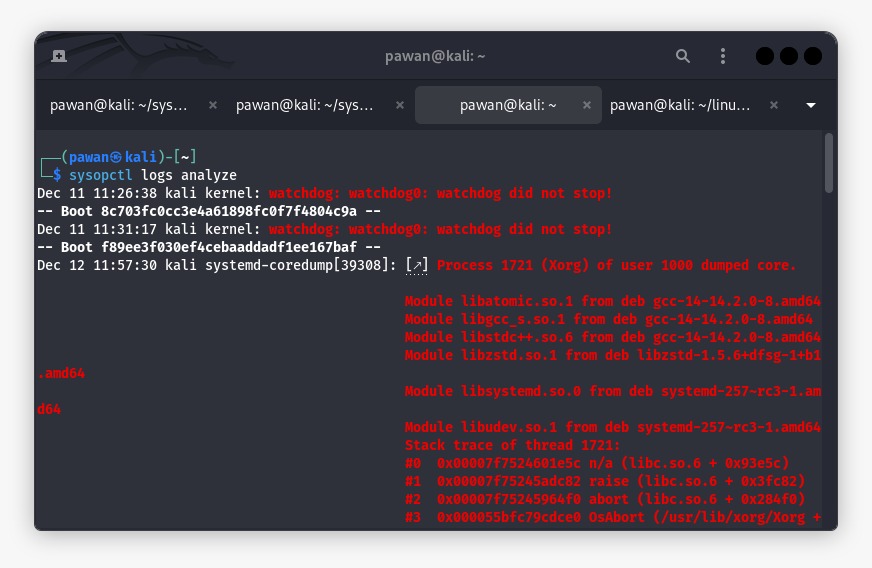 pawan@kali: ~
pawan@kali: ~/sys...
pawan@kali: ~/sys...
pawan@kali: ~
pawan@kali: ~/linu...
┌──(pawan㉿kali)-[~]
└─$ sysopctl logs analyze
Dec 11 11:26:38 kali kernel: watchdog: watchdog0: watchdog did not stop!
-- Boot 8c703fc0cc3e4a61898fc0f7f4804c9a --
Dec 11 11:31:17 kali kernel: watchdog: watchdog0: watchdog did not stop!
-- Boot f89ee3f030ef4cebaaddadf1ee167baf --
Dec 12 11:57:30 kali systemd-coredump[39308]: [↗] Process 1721 (Xorg) of user 1000 dumped core.
Module libatomic.so.1 from deb gcc-14-14.2.0-8.amd64
Module libgcc_s.so.1 from deb gcc-14-14.2.0-8.amd64
Module libstdc++.so.6 from deb gcc-14-14.2.0-8.amd64
Module libzstd.so.1 from deb libzstd-1.5.6+dfsg-1+b1
.amd64
Module libsystemd.so.0 from deb systemd-257~rc3-1.am
d64
Module libudev.so.1 from deb systemd-257~rc3-1.amd64
Stack trace of thread 1721:
#0  0x00007f7524601e5c n/a (libc.so.6 + 0x93e5c)
#1  0x00007f75245adc82 raise (libc.so.6 + 0x3fc82)
#2  0x00007f75245964f0 abort (libc.so.6 + 0x284f0)
#3  0x000055bfc79cdce0 OsAbort (/usr/lib/xorg/Xorg +